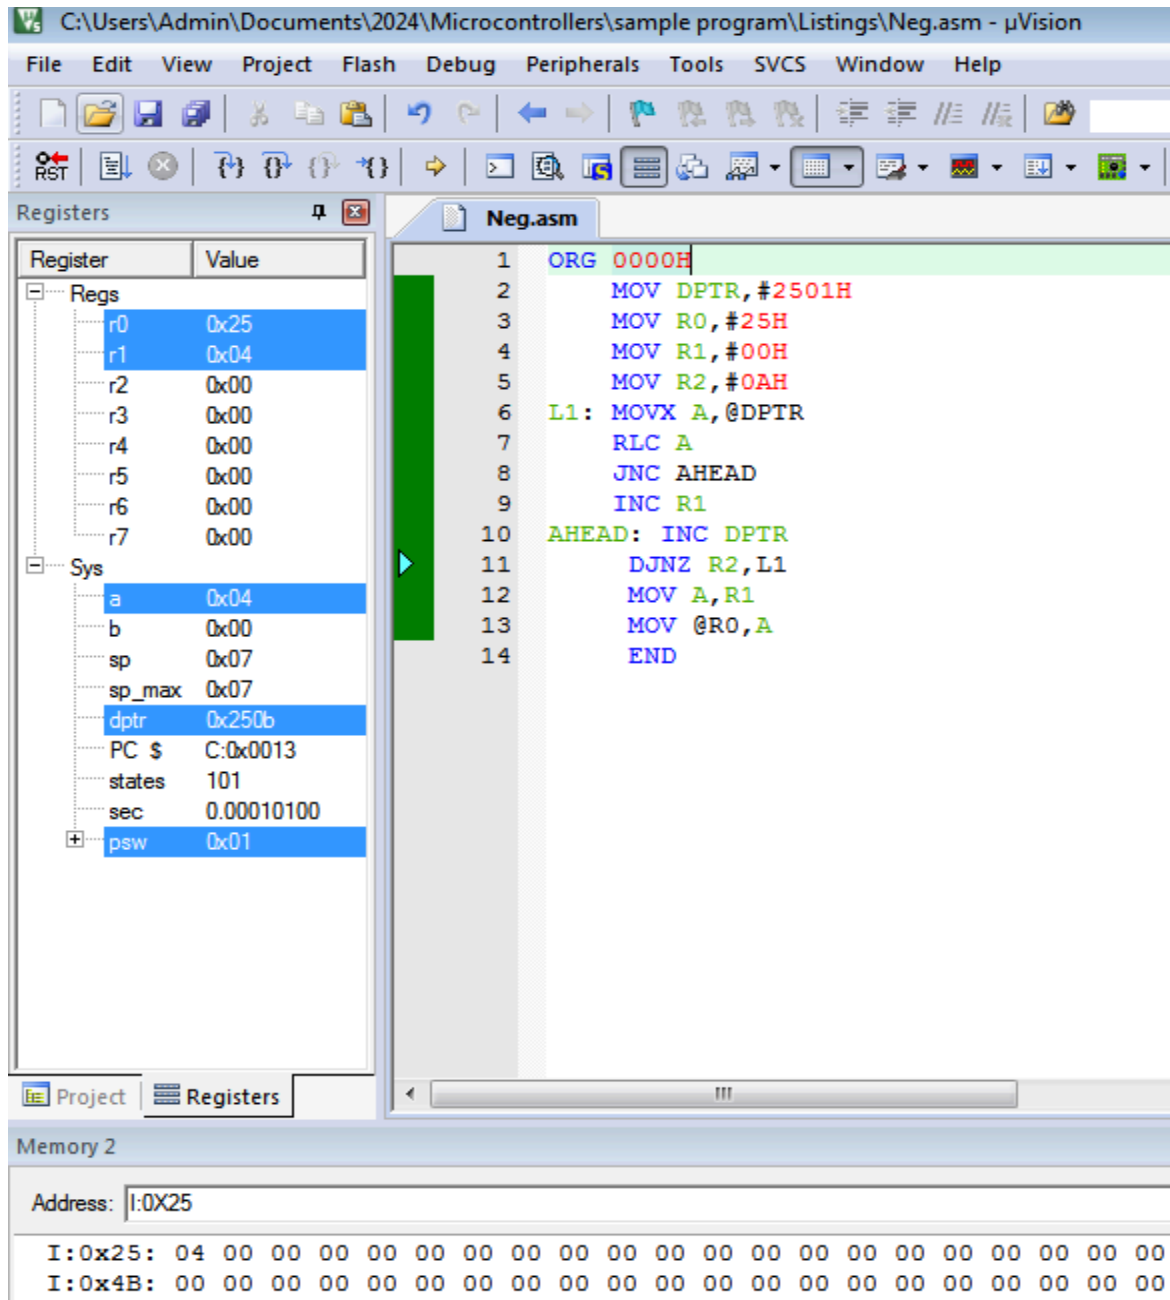 C:\Users\Admin\Documents\2024\Microcontrollers\sample program\Listings\Neg.asm - µVision
File Edit View Project Flash Debug Peripherals Tools SVCS Window Help
RST
Registers
Neg.asm
Register Value
Regs
r0 0x25
r1 0x04
r2 0x00
r3 0x00
r4 0x00
r5 0x00
r6 0x00
r7 0x00
Sys
a 0x04
b 0x00
sp 0x07
sp_max 0x07
dptr 0x250b
PC $ C:0x0013
states 101
sec 0.00010100
psw 0x01
1 ORG 0000H
2 MOV DPTR,#2501H
3 MOV R0,#25H
4 MOV R1,#00H
5 MOV R2,#0AH
6 L1: MOVX A,@DPTR
7 RLC A
8 JNC AHEAD
9 INC R1
10 AHEAD: INC DPTR
11 DJNZ R2,L1
12 MOV A,R1
13 MOV @R0,A
14 END
Project Registers
Memory 2
Address: I:0X25
I:0x25: 04 00 00 00 00 00 00 00 00 00 00 00 00 00 00 00 00 00 00 00 00
I:0x4B: 00 00 00 00 00 00 00 00 00 00 00 00 00 00 00 00 00 00 00 00 00